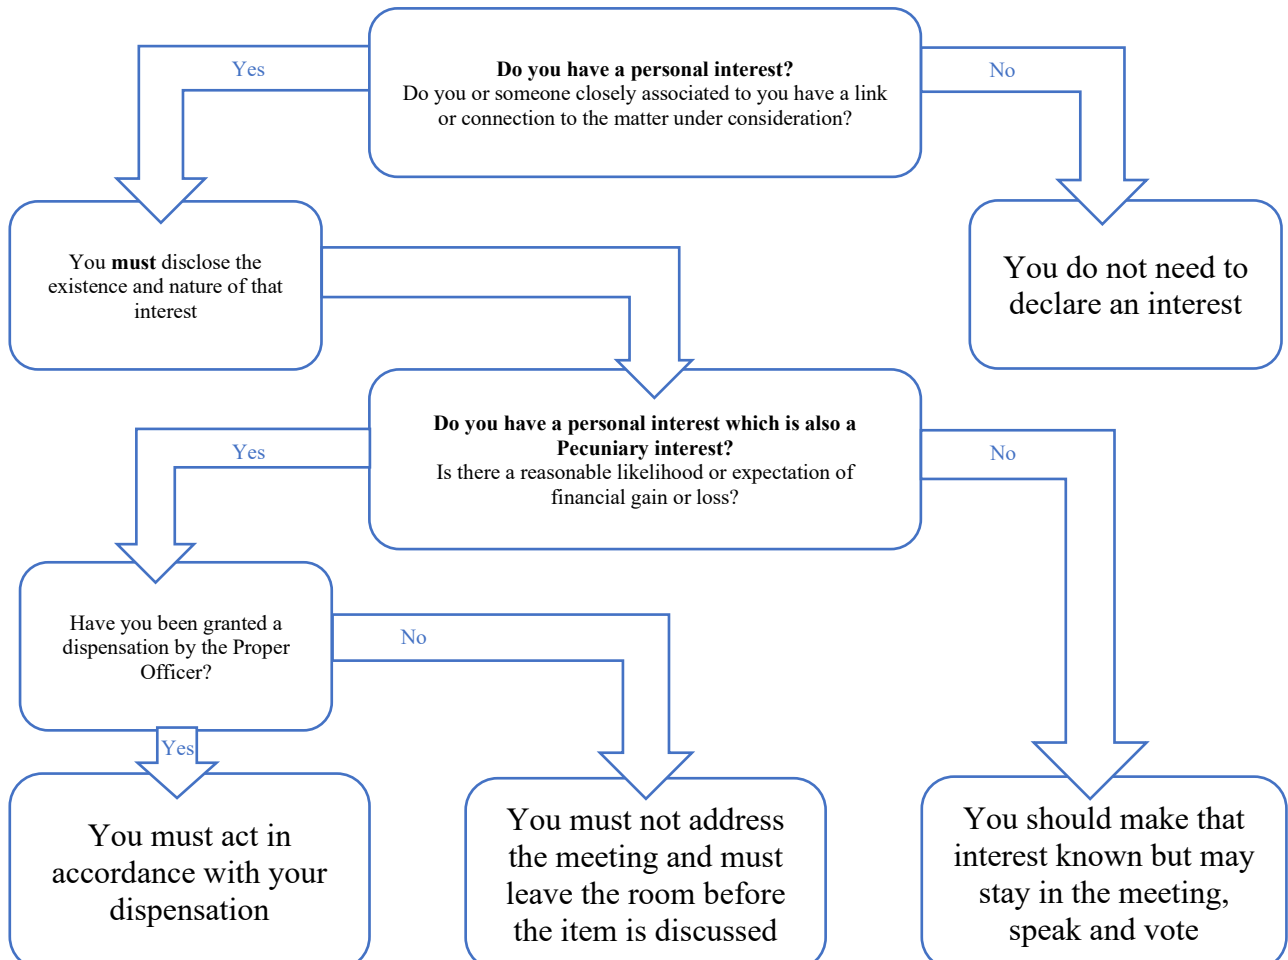 Do you have a personal interest?
Do you or someone closely associated to you have a link
or connection to the matter under consideration?
Yes
No
You must disclose the
existence and nature of that
interest
You do not need to
declare an interest
Do you have a personal interest which is also a
Pecuniary interest?
Is there a reasonable likelihood or expectation of
financial gain or loss?
Yes
No
Have you been granted a
dispensation by the Proper
Officer?
No
Yes
You must act in
accordance with your
dispensation
You must not address
the meeting and must
leave the room before
the item is discussed
You should make that
interest known but may
stay in the meeting,
speak and vote